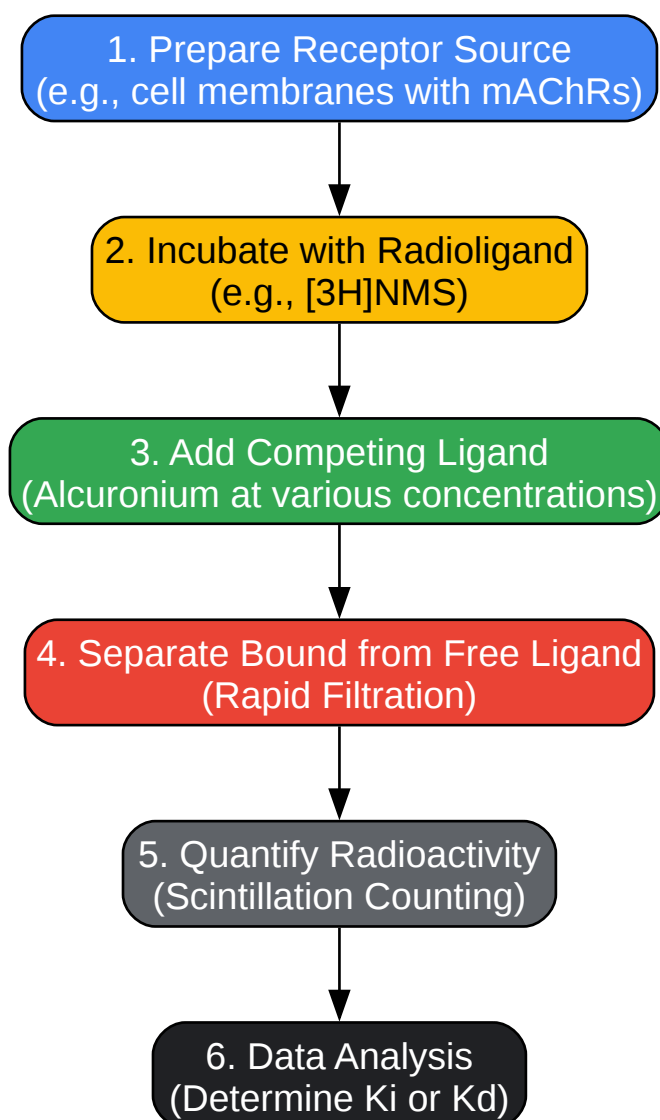 1. Prepare Receptor Source
(e.g., cell membranes with mAChRs)
2. Incubate with Radioligand
(e.g., [3H]NMS)
3. Add Competing Ligand
(Alcuronium at various concentrations)
4. Separate Bound from Free Ligand
(Rapid Filtration)
5. Quantify Radioactivity
(Scintillation Counting)
6. Data Analysis
(Determine Ki or Kd)